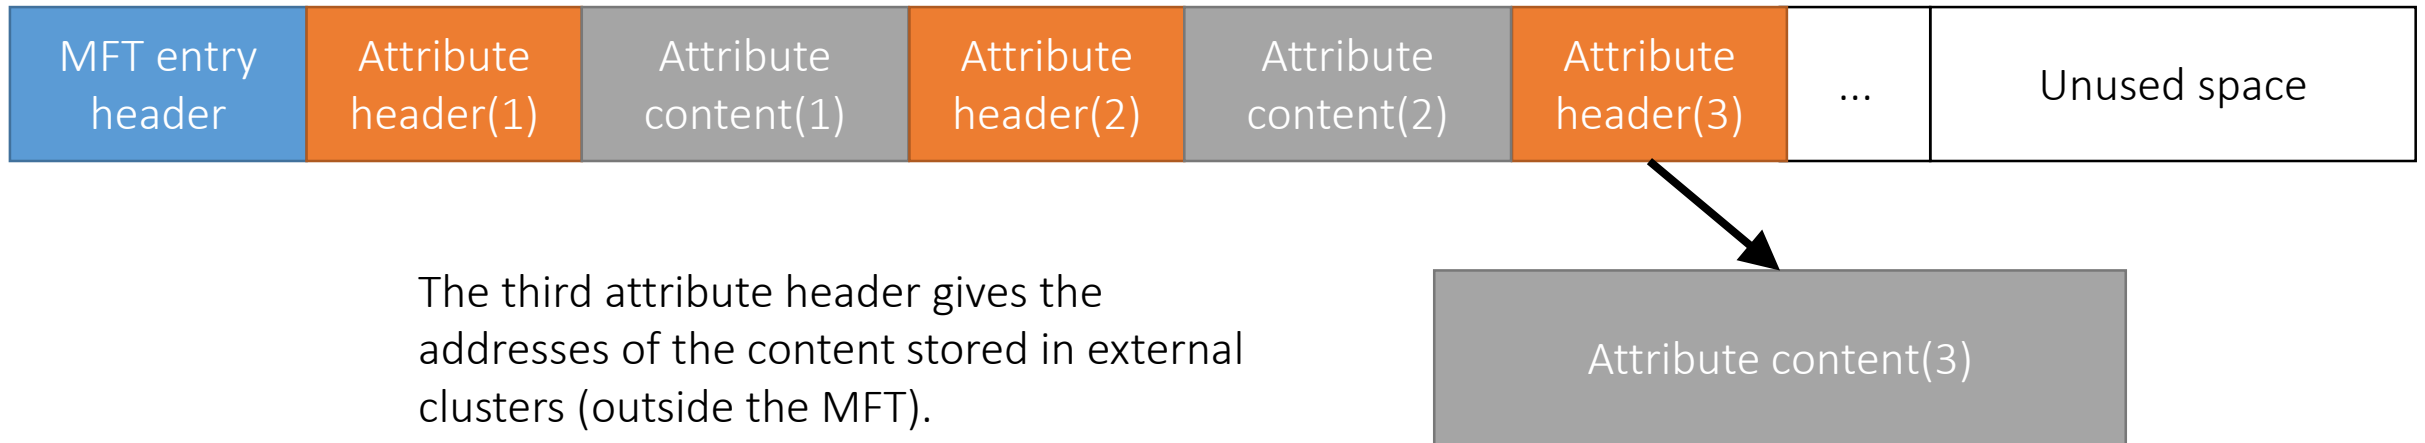 MFT entry
header
Attribute
header(1)
Attribute
content(1)
Attribute
header(2)
Attribute
content(2)
Attribute
header(3)
...
Unused space
The third attribute header gives the
addresses of the content stored in external
clusters (outside the MFT).
Attribute content(3)